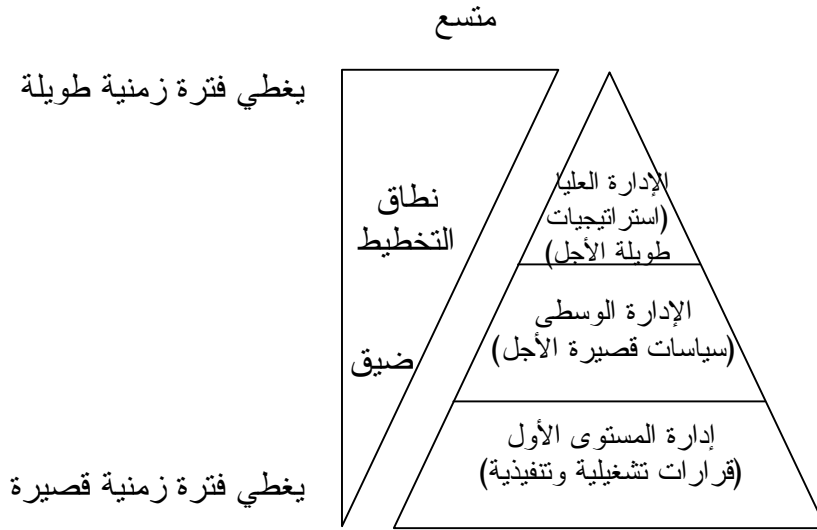 متسع
يغطي فترة زمنية طويلة
نطاق
التخطيط
ضيق
يغطي فترة زمنية قصيرة
الإدارة العليا
(استراتيجيات
طويلة الأجل)
الإدارة الوسطى
(سياسات قصيرة الأجل)
إدارة المستوى الأول
(قرارات تشغيلية وتنفيذية)